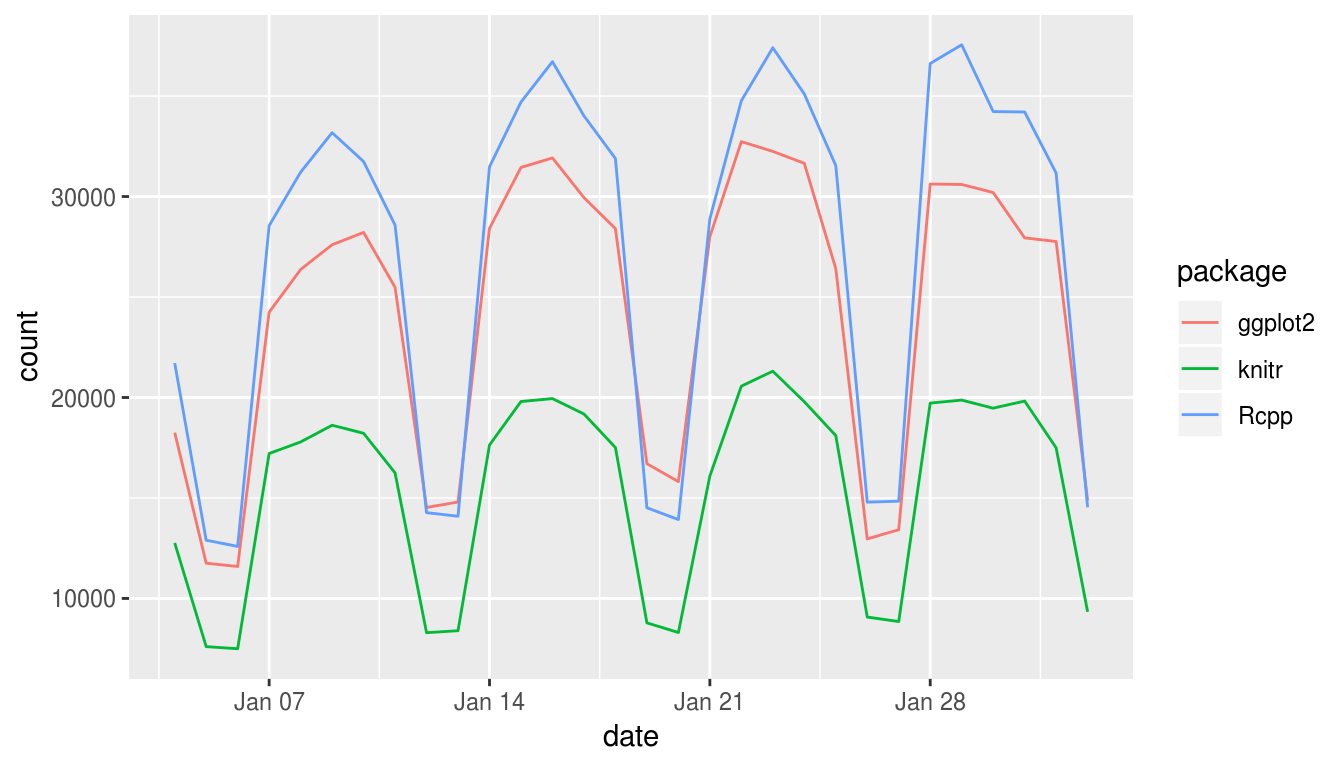 count
30000
20000
10000
Jan 07
Jan 14
Jan 21
Jan 28
date
package
ggplot2
knitr
Rcpp